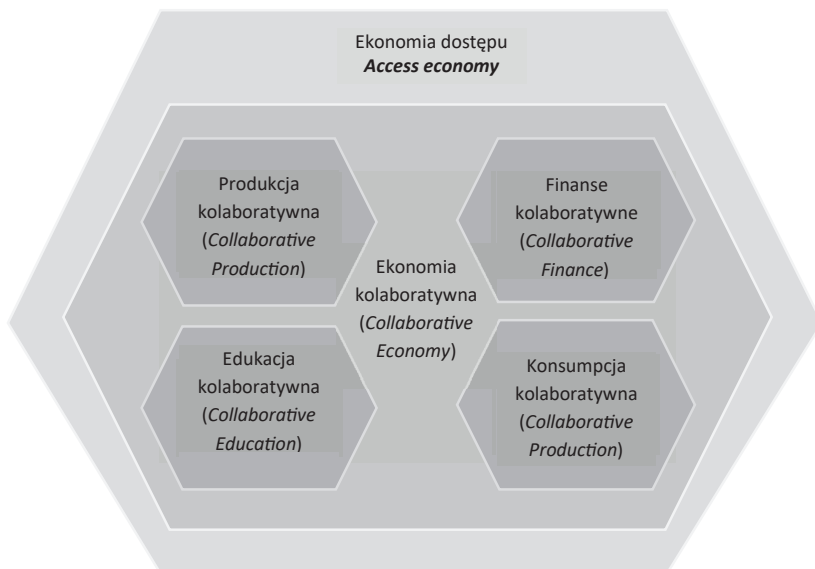 Ekonomia dostępu
Access economy
Produkcja
kolaboratywna
(Collaborative
Production)
Finanse
kolaboratywne
(Collaborative
Finance)
Ekonomia
kolaboratywna
(Collaborative
Economy)
Edukacja
kolaboratywna
(Collaborative
Education)
Konsumpcja
kolaboratywna
(Collaborative
Production)